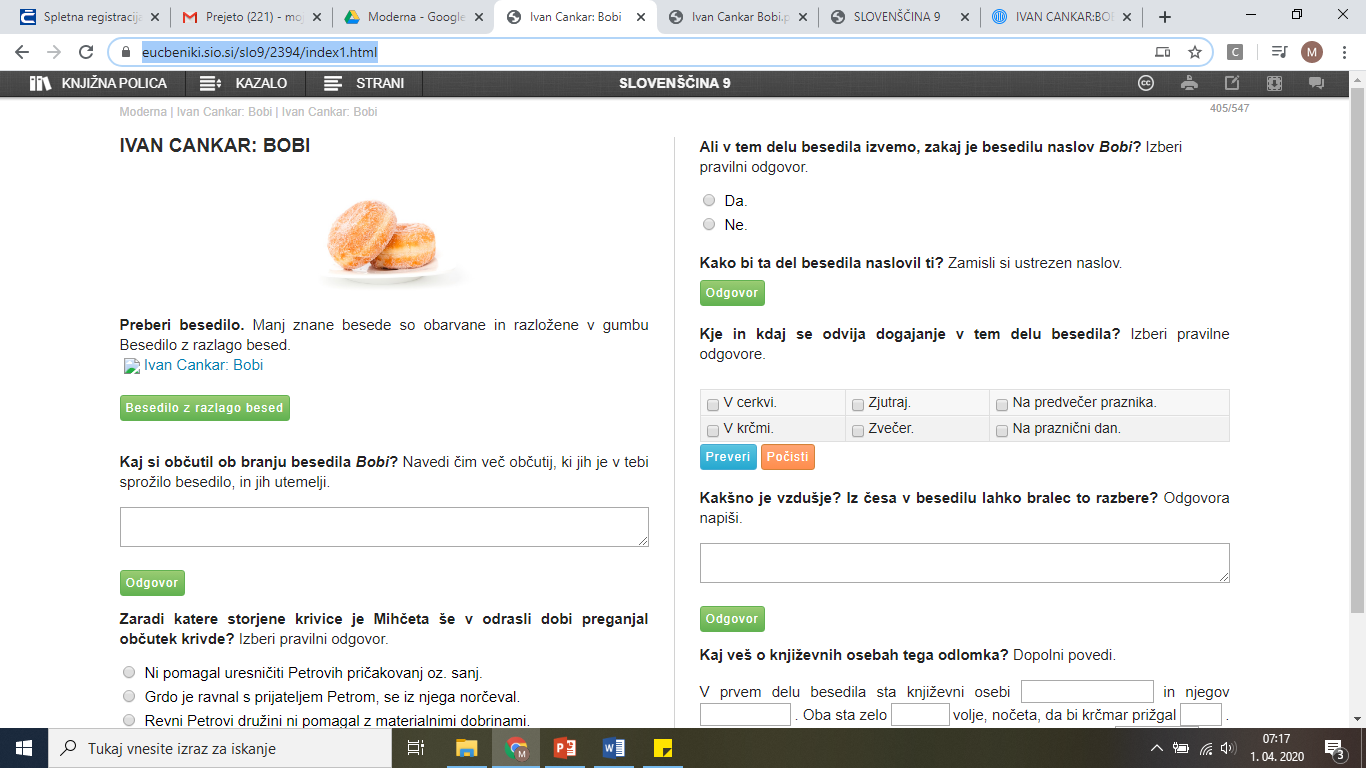 Spletna registracija
Prejeto (221) - mo
Moderna - Google
Ivan Cankar: Bobi
Ivan Cankar Bobi.p
SLOVENŠČINA 9
IVAN CANKAR:BO
eucbeniki.sio.si/slo9/2394/index1.html
C
M
KNJIŽNA POLICA
KAZALO
STRANI
SLOVENŠČINA 9
cc
Moderna | Ivan Cankar: Bobi | Ivan Cankar: Bobi
405/547
IVAN CANKAR: BOBI
Preberi besedilo. Manj znane besede so obarvane in razložene v gumbu
Besedilo z razlago besed.
Ivan Cankar: Bobi
Besedilo z razlago besed
Kaj si občutil ob branju besedila Bobi? Navedi čim več občutij, ki jih je v tebi
sprožilo besedilo, in jih utemelji.
Odgovor
Zaradi katere storjene krivice je Mihčeta še v odrasli dobi preganjal
občutek krivde? Izberi pravilni odgovor.
Ni pomagal uresničiti Petrovih pričakovanj oz. sanj.
Grdo je ravnal s prijateljem Petrom, se iz njega norčeval.
Revni Petrovi družini ni pomagal z materialnimi dobrinami.
Ali v tem delu besedila izvemo, zakaj je besedilu naslov Bobi? Izberi
pravilni odgovor.
Da.
Ne.
Kako bi ta del besedila naslovil ti? Zamisli si ustrezen naslov.
Odgovor
Kje in kdaj se odvija dogajanje v tem delu besedila? Izberi pravilne
odgovore.
V cerkvi. Zjutraj. Na predvečer praznika.
V krčmi. Zvečer. Na praznični dan.
Preveri Počisti
Kakšno je vzdušje? Iz česa v besedilu lahko bralec to razbere? Odgovora
napiši.
Odgovor
Kaj veš o književnih osebah tega odlomka? Dopolni povedi.
V prvem delu besedila sta književni osebi in njegov
. Oba sta zelo volje, nočeta, da bi krčmar prižgal .
Tukaj vnesite izraz za iskanje
M
P
W
07:17
1. 04. 2020
3